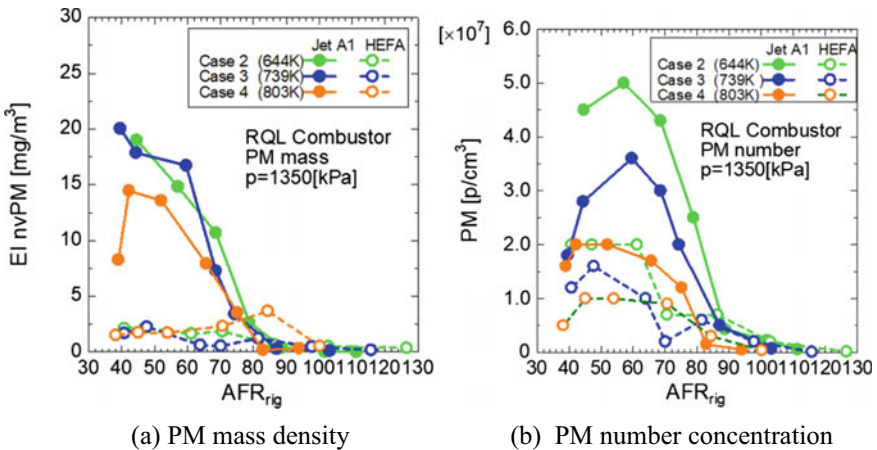 30
25
20
15
10
5
0
EI nvPM [mg/m³]
Jet A1 HEFA
Case 2 (644K)
Case 3 (739K)
Case 4 (803K)
RQL Combustor
PM mass
p=1350[kPa]
30 40 50 60 70 80 90 100 110 120 130
AFRrig
(a) PM mass density
[×10⁷]
6.0
5.0
4.0
3.0
2.0
1.0
0
PM [p/cm³]
Jet A1 HEFA
Case 2 (644K)
Case 3 (739K )
Case 4 (803K)
RQL Combustor
PM number
p=1350[kPa]
30 40 50 60 70 80 90 100 110 120 130
AFRrig
(b) PM number concentration